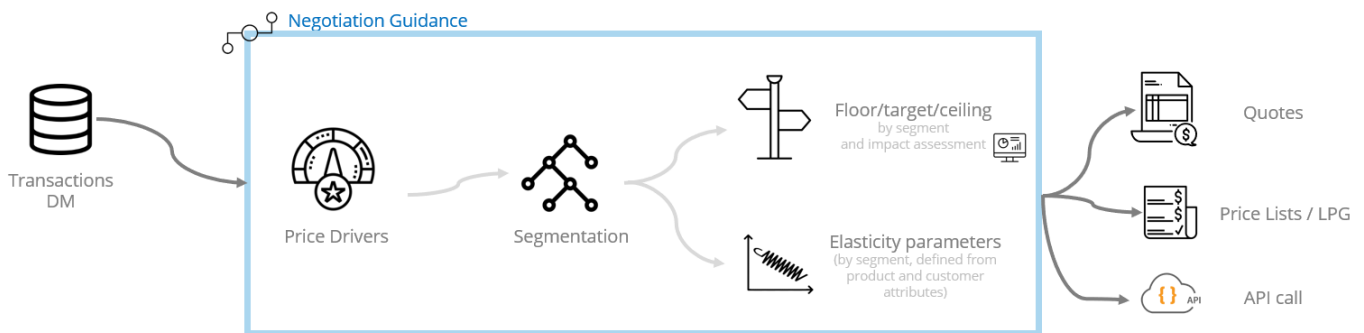 Negotiation Guidance
Transactions
DM
Price Drivers
Segmentation
Floor/target/ceiling
by segment
and impact assessment
Elasticity parameters
(by segment, defined from
product and customer
attributes)
$
Quotes
$
$
Price Lists / LPG
{ } API
API call